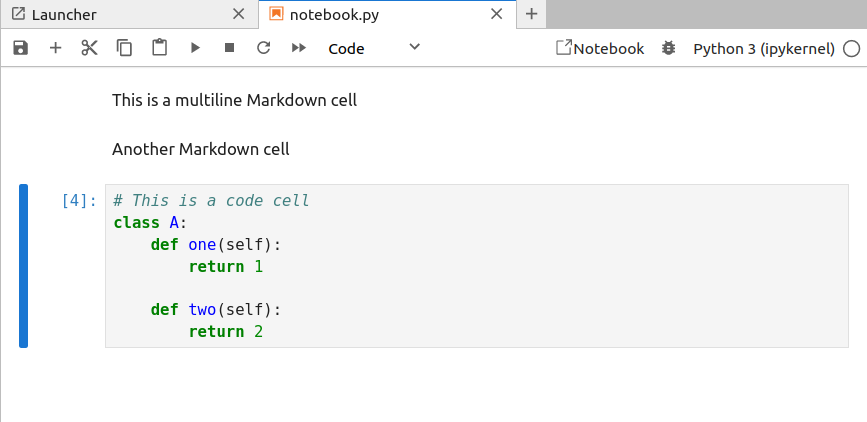 Launcher
notebook.py
Code
Notebook
Python 3 (ipykernel)
This is a multiline Markdown cell
Another Markdown cell
[4]:
# This is a code cell
class A:
    def one(self):
        return 1
    def two(self):
        return 2